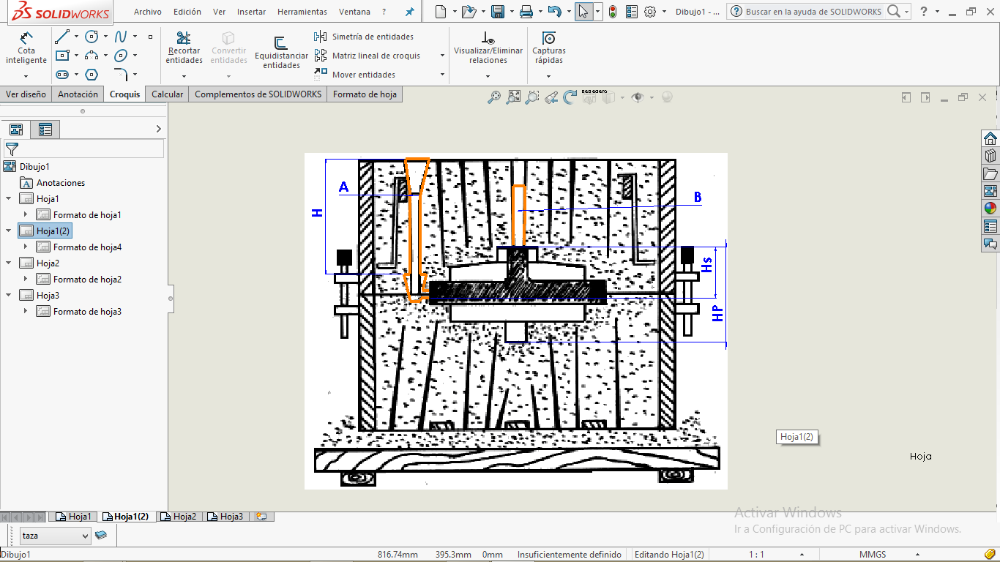 SOLIDWORKS
Archivo Edición Ver Insertar Herramientas Ventana ?
Dibujo1 - ...
Buscar en la ayuda de SOLIDWORKS
?
Cota inteligente
Recortar entidades
Convertir entidades
Equidistanciar entidades
Simetría de entidades
Matriz lineal de croquis
Mover entidades
Visualizar/Eliminar relaciones
Capturas rápidas
Ver diseño Anotación Croquis Calcular Complementos de SOLIDWORKS Formato de hoja
Dibujo1
Anotaciones
Hoja1
Formato de hoja1
Hoja1(2)
Formato de hoja4
Hoja2
Formato de hoja2
Hoja3
Formato de hoja3
A
B
H
Hs
HP
Hoja1(2)
Hoja
Activar Windows
Ir a Configuración de PC para activar Windows.
Hoja1 Hoja1(2) Hoja2 Hoja3
taza
Dibujo1 816.74mm 395.3mm 0mm Insuficientemente definido Editando Hoja1(2) 1 : 1 MMGS